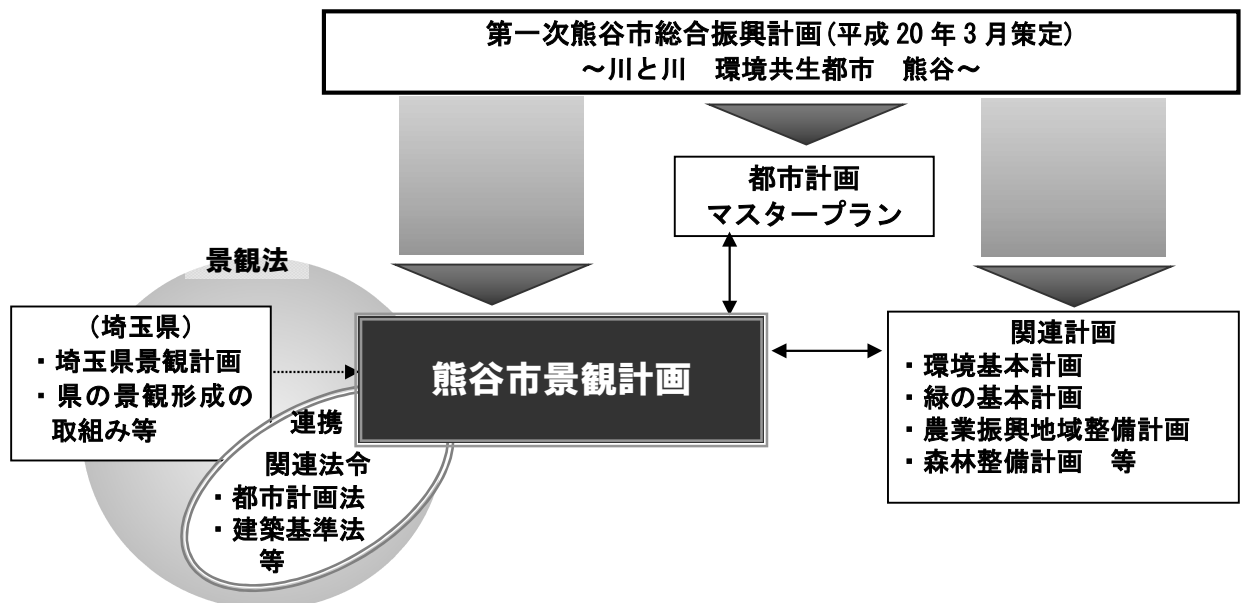 第一次熊谷市総合振興計画(平成20年3月策定)
～川と川　環境共生都市　熊谷～
都市計画
マスタープラン
景観法
（埼玉県）
・埼玉県景観計画
・県の景観形成の
取組み等
熊谷市景観計画
連携
関連法令
・都市計画法
・建築基準法
等
関連計画
・環境基本計画
・緑の基本計画
・農業振興地域整備計画
・森林整備計画　等